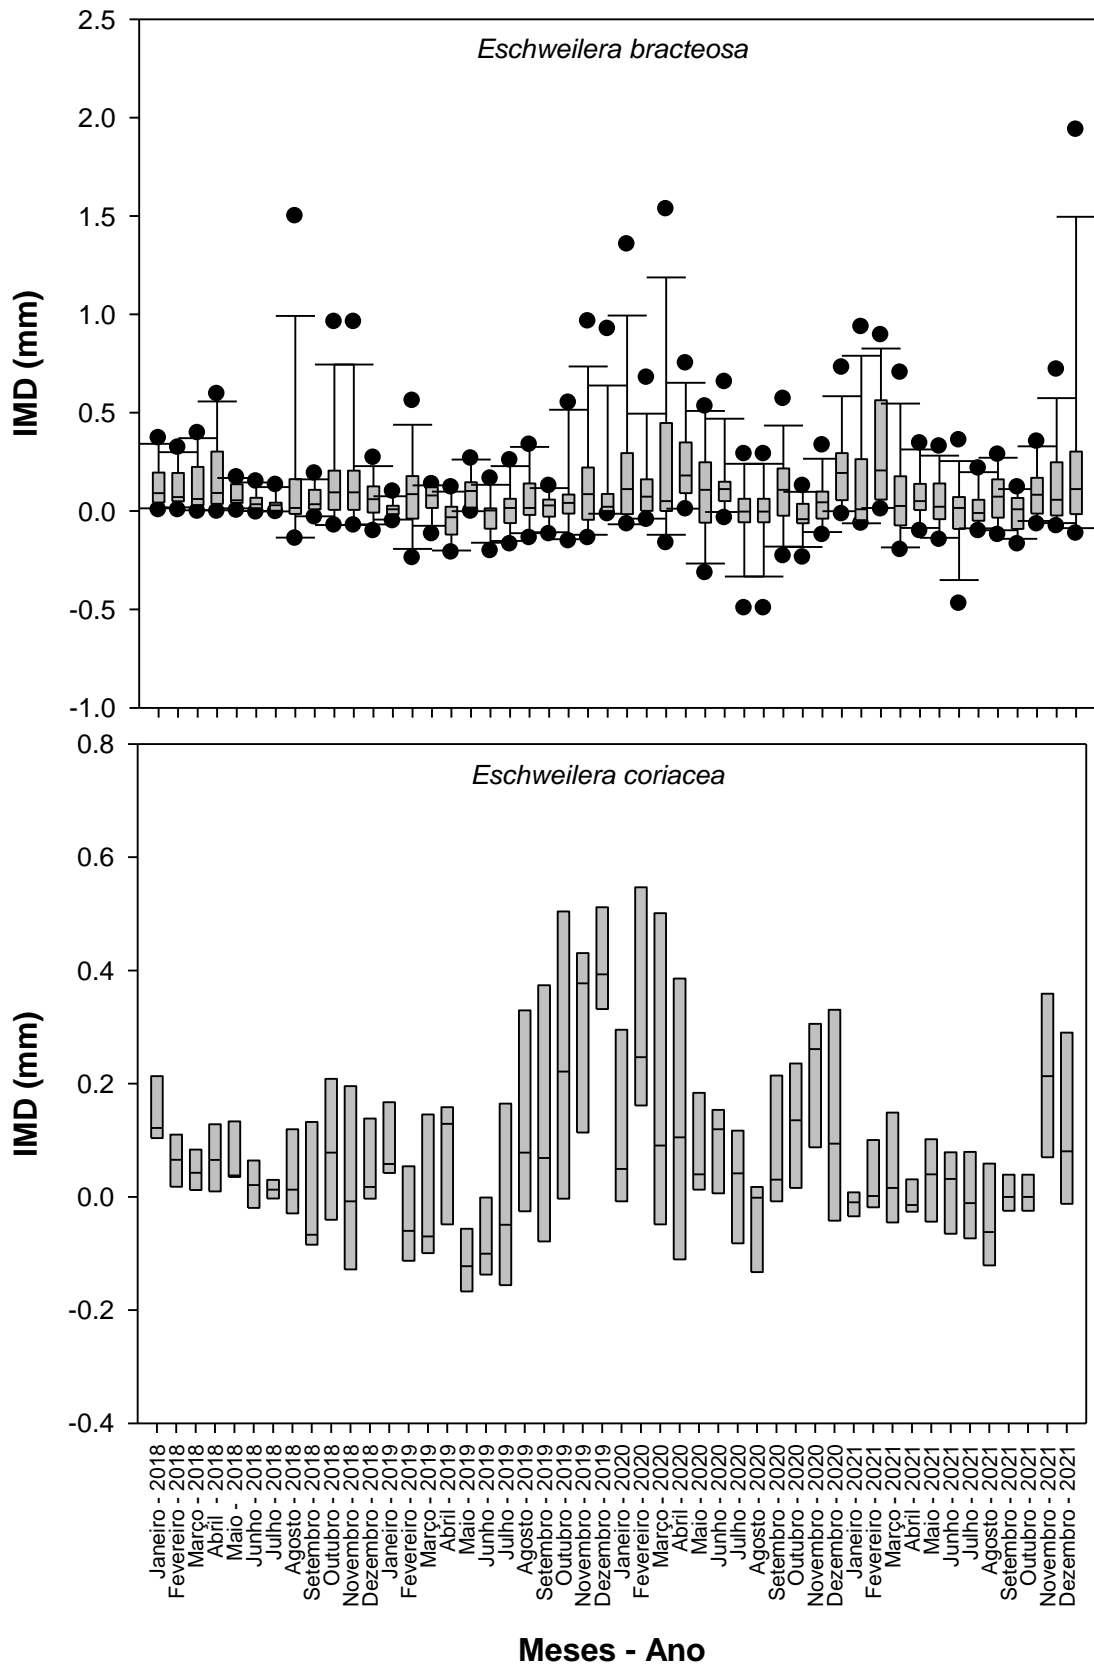 2.5
Eschweilera bracteosa
2.0
1.5
1.0
0.5
0.0
-0.5
-1.0
IMD (mm)
0.8
Eschweilera coriacea
0.6
0.4
0.2
0.0
-0.2
-0.4
IMD (mm)
Janeiro - 2018
Fevereiro - 2018
Março - 2018
Abril - 2018
Maio - 2018
Junho - 2018
Julho - 2018
Agosto - 2018
Setembro - 2018
Outubro - 2018
Novembro - 2018
Dezembro - 2018
Janeiro - 2019
Fevereiro - 2019
Março - 2019
Abril - 2019
Maio - 2019
Junho - 2019
Julho - 2019
Agosto - 2019
Setembro - 2019
Outubro - 2019
Novembro - 2019
Dezembro - 2019
Janeiro - 2020
Fevereiro - 2020
Março - 2020
Abril - 2020
Maio - 2020
Junho - 2020
Julho - 2020
Agosto - 2020
Setembro - 2020
Outubro - 2020
Novembro - 2020
Dezembro - 2020
Janeiro - 2021
Fevereiro - 2021
Março - 2021
Abril - 2021
Maio - 2021
Junho - 2021
Julho - 2021
Agosto - 2021
Setembro - 2021
Outubro - 2021
Novembro - 2021
Dezembro - 2021
Meses - Ano